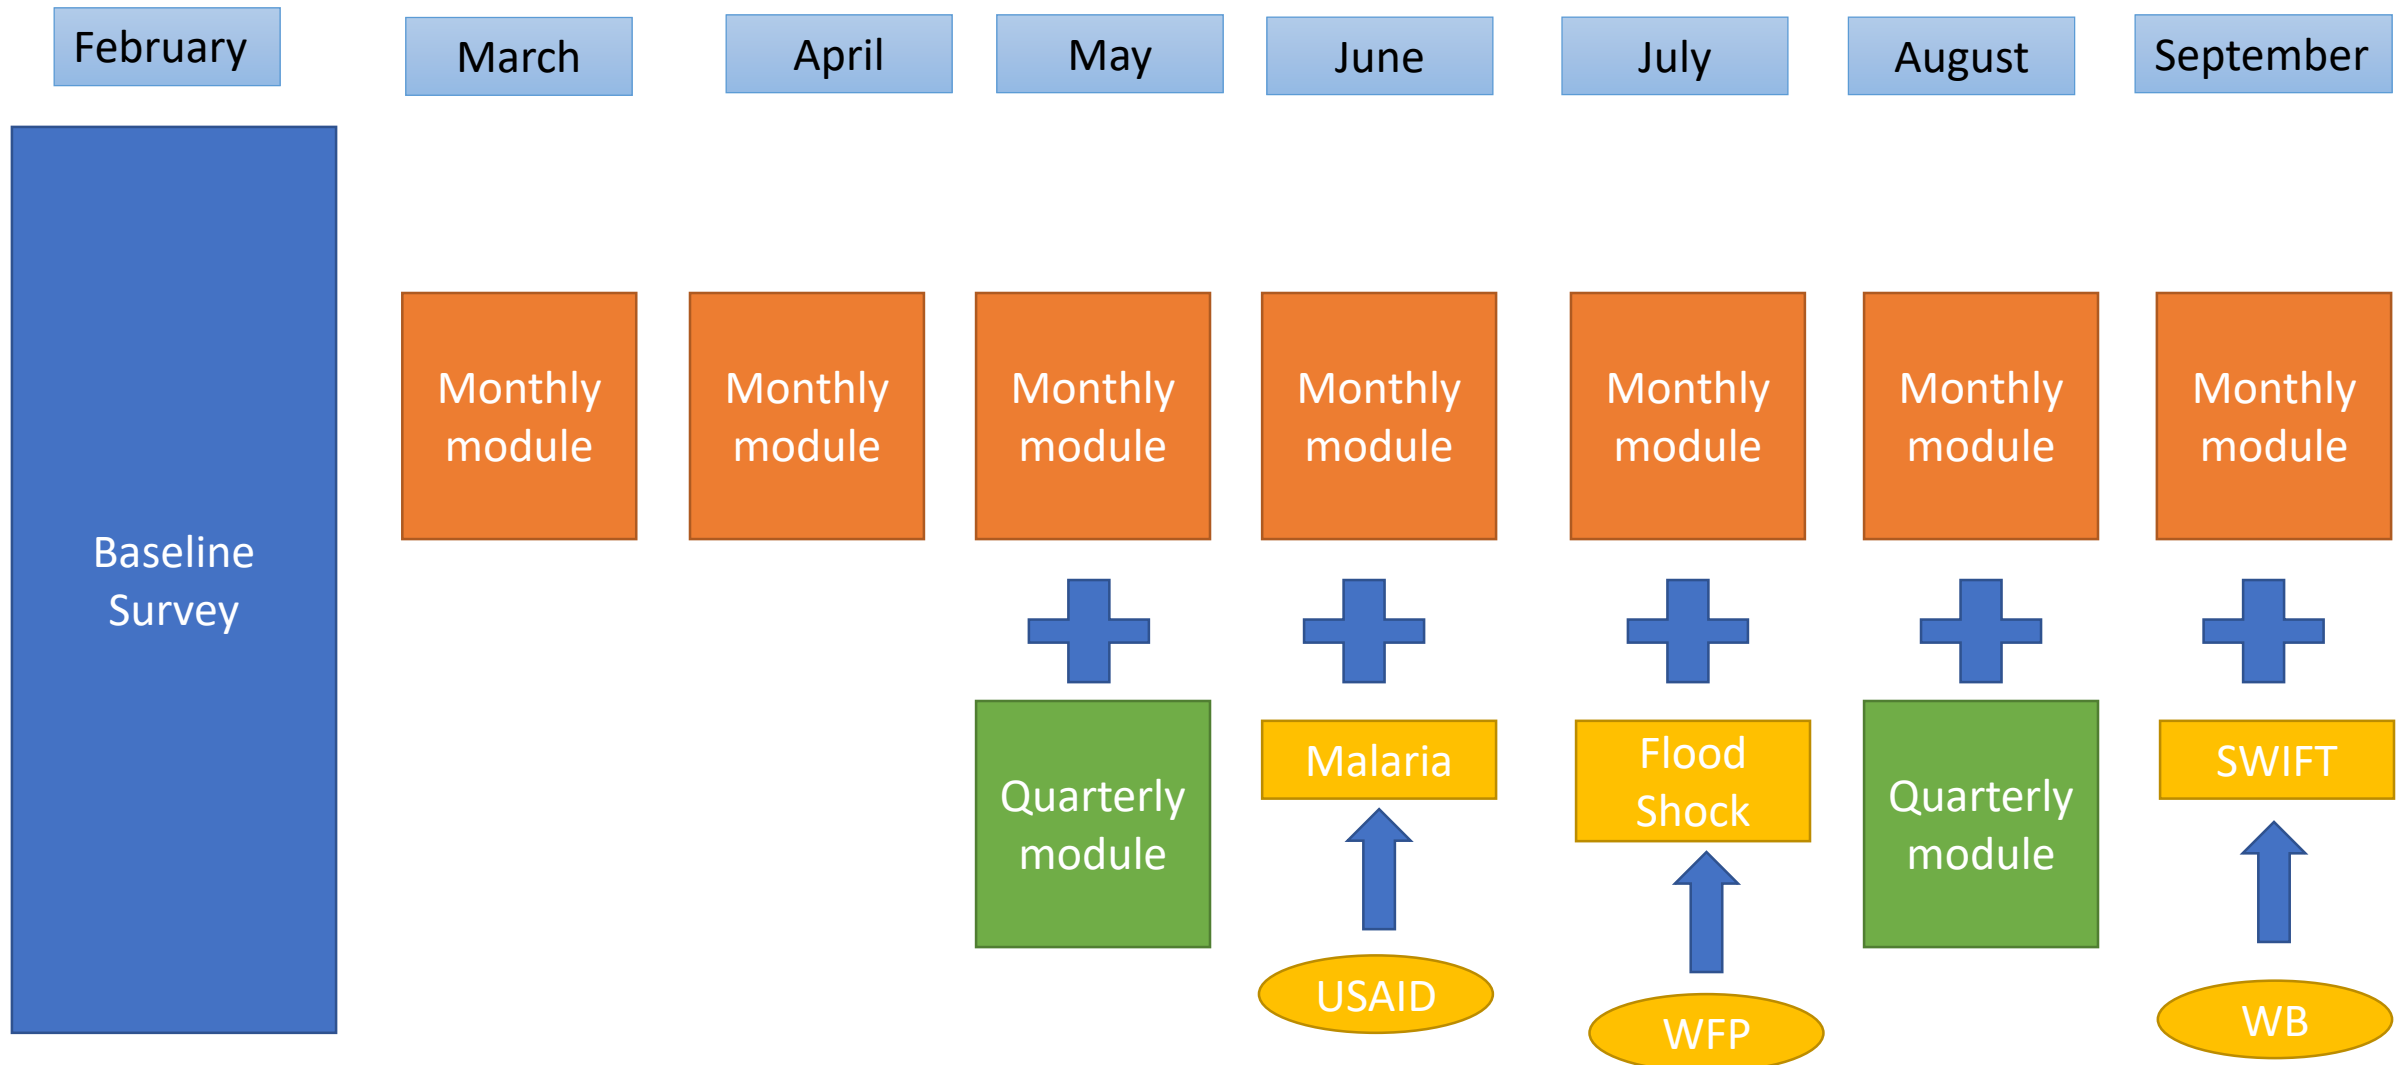 February
March
April
May
June
July
August
September
Baseline
Survey
Monthly
module
Monthly
module
Monthly
module
Monthly
module
Monthly
module
Monthly
module
Monthly
module
Quarterly
module
Malaria
Flood
Shock
Quarterly
module
SWIFT
USAID
WFP
WB